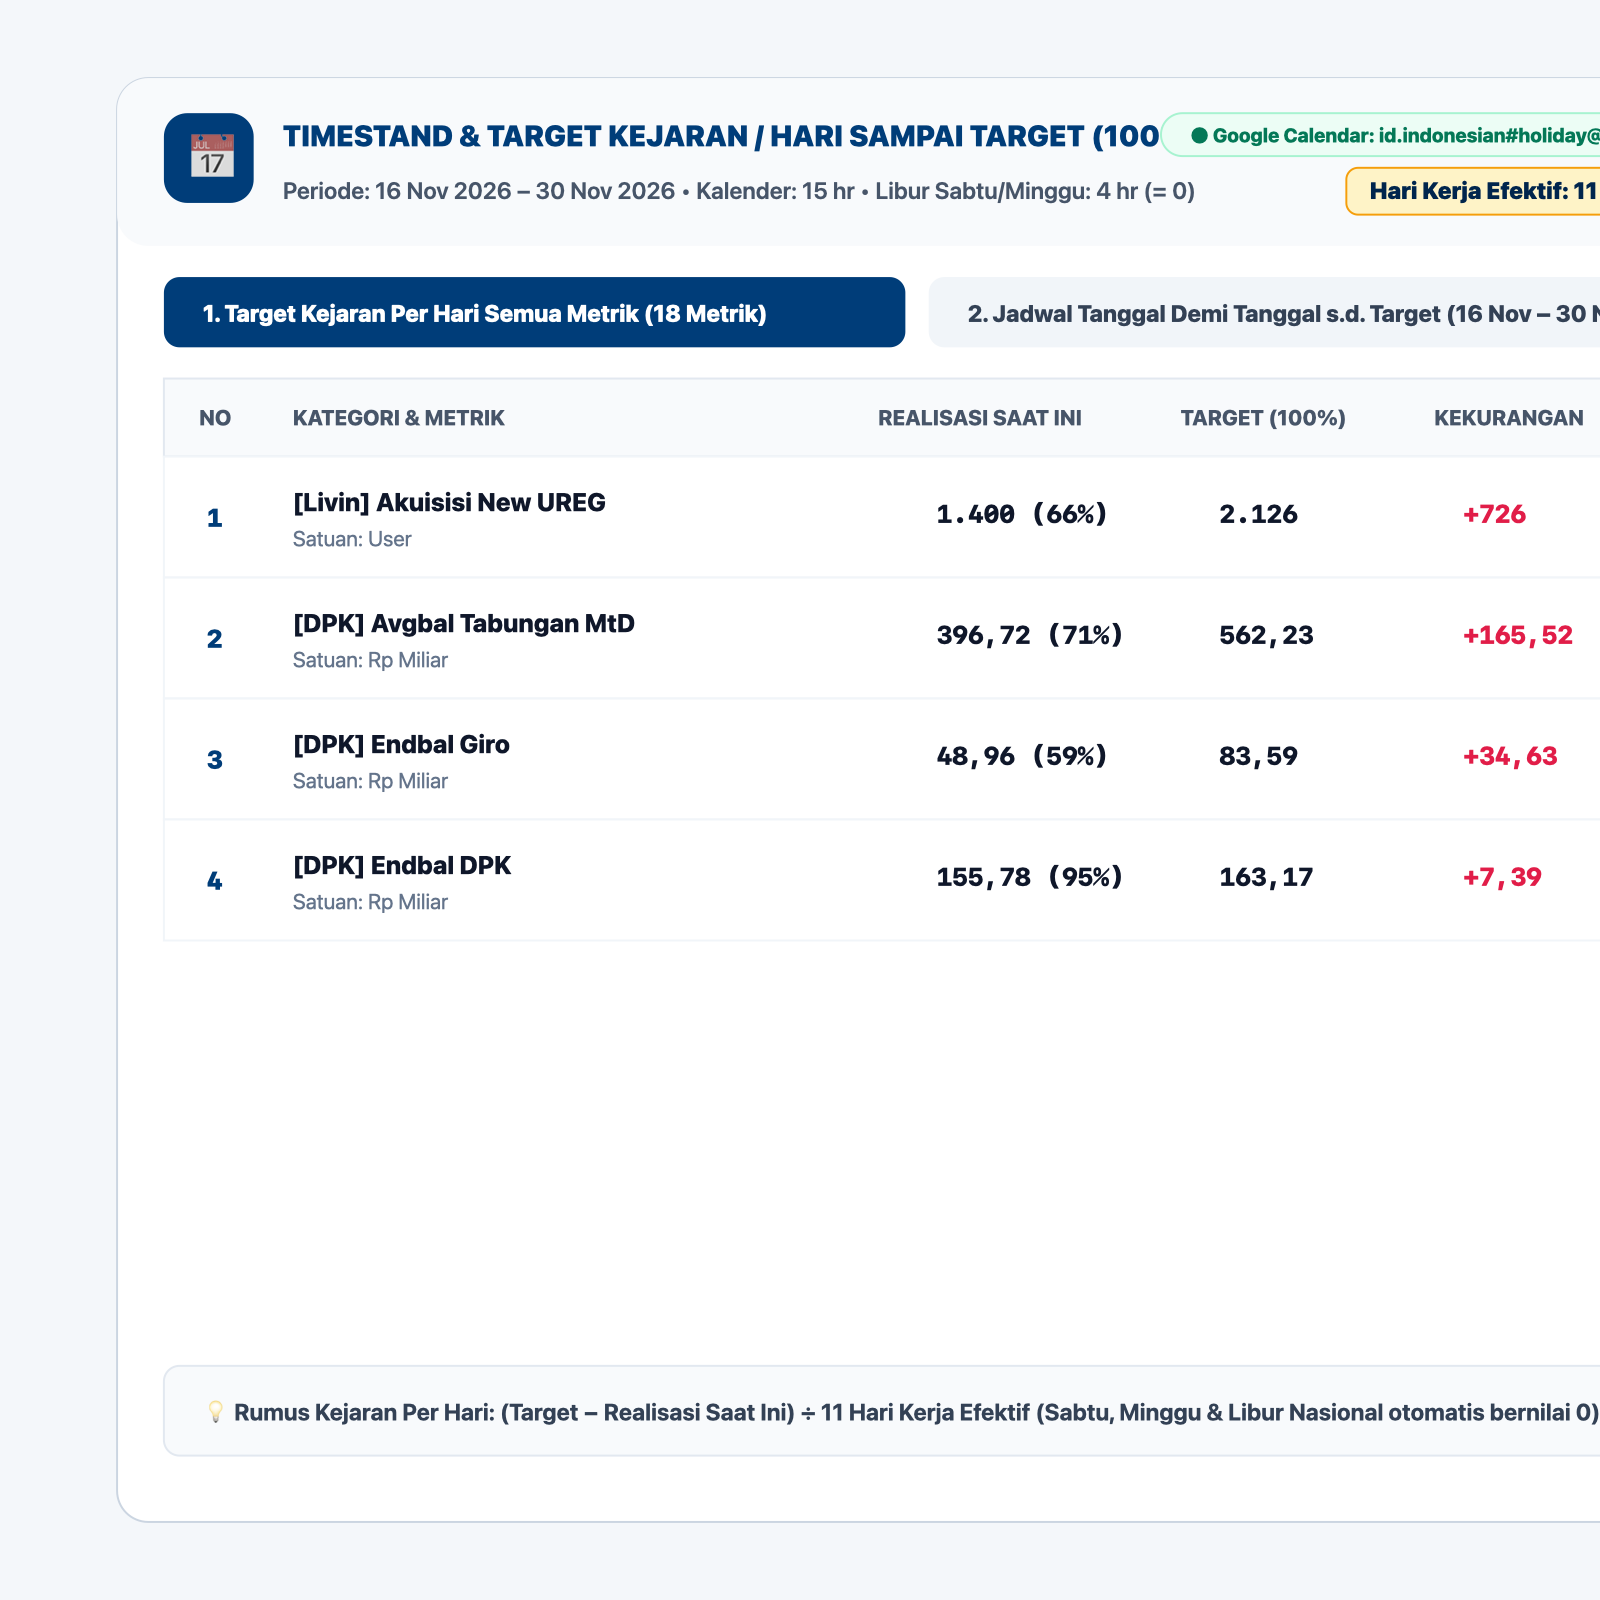 JUL
17
TIMESTAND & TARGET KEJARAN / HARI SAMPAI TARGET (100
● Google Calendar: id.indonesian#holiday@
Periode: 16 Nov 2026 – 30 Nov 2026 • Kalender: 15 hr • Libur Sabtu/Minggu: 4 hr (= 0)
Hari Kerja Efektif: 11
1. Target Kejaran Per Hari Semua Metrik (18 Metrik)
2. Jadwal Tanggal Demi Tanggal s.d. Target (16 Nov – 30 N
NO KATEGORI & METRIK REALISASI SAAT INI TARGET (100%) KEKURANGAN
1 [Livin] Akuisisi New UREG 1.400 (66%) 2.126 +726
Satuan: User
2 [DPK] Avgbal Tabungan MtD 396,72 (71%) 562,23 +165,52
Satuan: Rp Miliar
3 [DPK] Endbal Giro 48,96 (59%) 83,59 +34,63
Satuan: Rp Miliar
4 [DPK] Endbal DPK 155,78 (95%) 163,17 +7,39
Satuan: Rp Miliar
💡 Rumus Kejaran Per Hari: (Target – Realisasi Saat Ini) ÷ 11 Hari Kerja Efektif (Sabtu, Minggu & Libur Nasional otomatis bernilai 0)